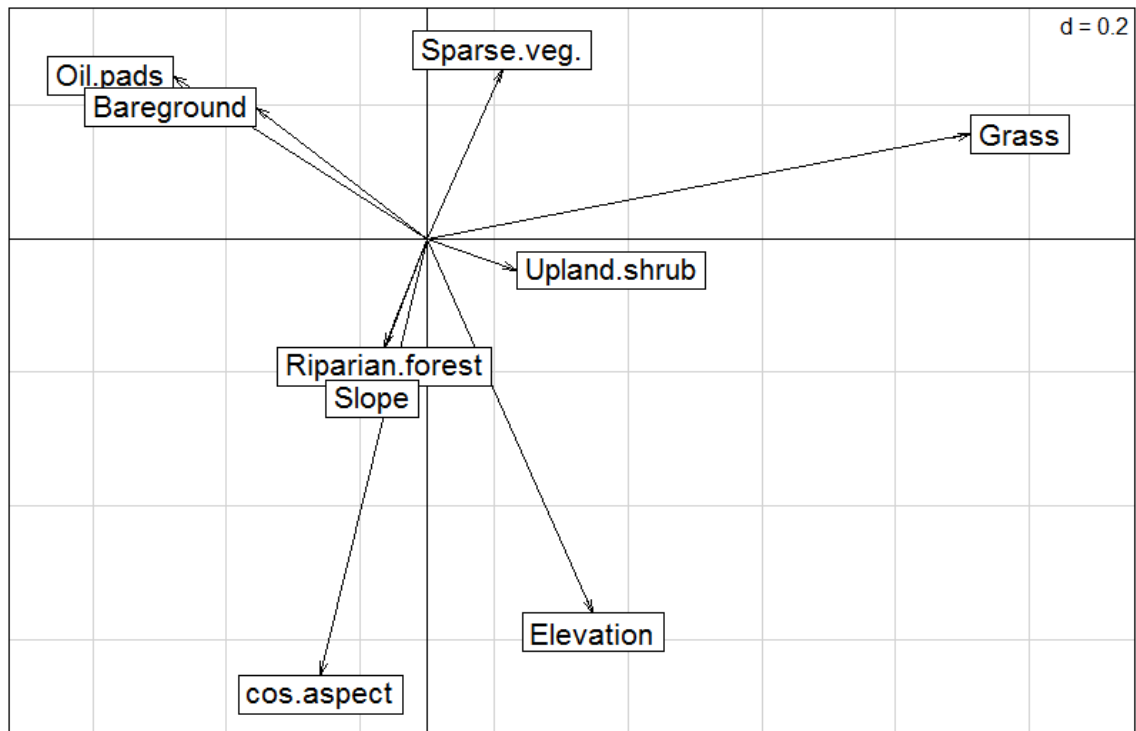 d = 0.2
Sparse.veg.
Oil.pads
Bareground
Grass
Upland.shrub
Riparian.forest
Slope
Elevation
cos.aspect